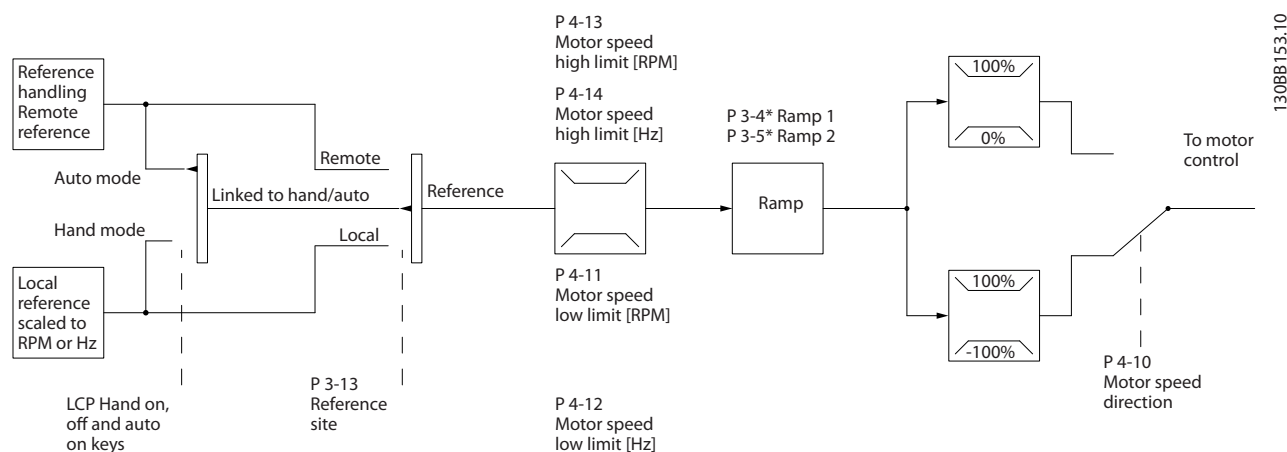 P 4-13
Motor speed
high limit [RPM]
P 4-14
Motor speed
high limit [Hz]
130BB153.10
Reference
handling
Remote
reference
P 3-4* Ramp 1
P 3-5* Ramp 2
100%
0%
To motor
control
Remote
Auto mode
Linked to hand/auto
Reference
Ramp
Hand mode
Local
Local
reference
scaled to
RPM or Hz
P 4-11
Motor speed
low limit [RPM]
100%
-100%
P 4-10
Motor speed
direction
LCP Hand on,
off and auto
on keys
P 3-13
Reference
site
P 4-12
Motor speed
low limit [Hz]